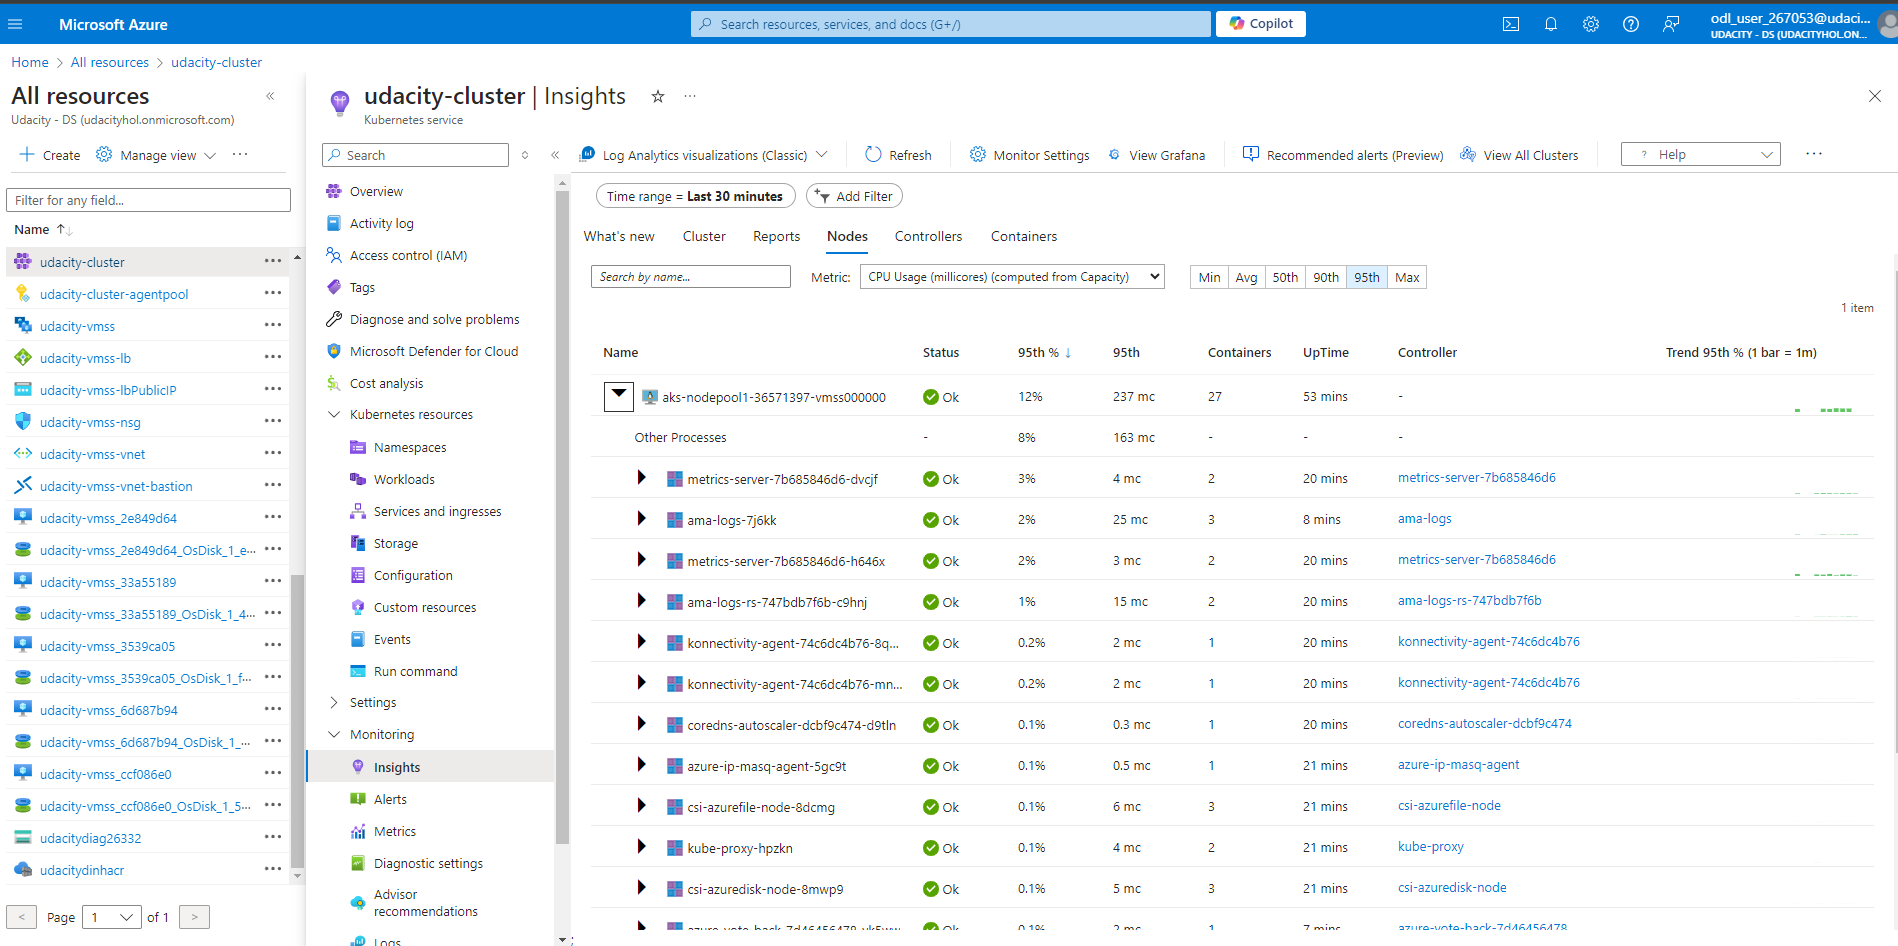 Microsoft Azure
Search resources, services, and docs (G+/)
Copilot
odl_user_267053@udaci...
UDACITY - DS (UDACITYHOL.ON...
Home > All resources > udacity-cluster
All resources
Udacity - DS (udacityhol.onmicrosoft.com)
Create
Manage view
Filter for any field...
Name
udacity-cluster
udacity-cluster-agentpool
udacity-vmss
udacity-vmss-lb
udacity-vmss-lbPublicIP
udacity-vmss-nsg
udacity-vmss-vnet
udacity-vmss-vnet-bastion
udacity-vmss_2e849d64
udacity-vmss_2e849d64_OsDisk_1_e...
udacity-vmss_33a55189
udacity-vmss_33a55189_OsDisk_1_4...
udacity-vmss_3539ca05
udacity-vmss_3539ca05_OsDisk_1_f...
udacity-vmss_6d687b94
udacity-vmss_6d687b94_OsDisk_1_...
udacity-vmss_ccf086e0
udacity-vmss_ccf086e0_OsDisk_1_5...
udacitydiag26332
udacitydinhacr
< Page 1 of 1 >
udacity-cluster | Insights
Kubernetes service
Search
Overview
Activity log
Access control (IAM)
Tags
Diagnose and solve problems
Microsoft Defender for Cloud
Cost analysis
Kubernetes resources
Namespaces
Workloads
Services and ingresses
Storage
Configuration
Custom resources
Events
Run command
Settings
Monitoring
Insights
Alerts
Metrics
Diagnostic settings
Advisor
recommendations
Logs
Log Analytics visualizations (Classic)
Refresh
Monitor Settings
View Grafana
Recommended alerts (Preview)
View All Clusters
? Help
Time range = Last 30 minutes
Add Filter
What's new Cluster Reports Nodes Controllers Containers
Search by name...
Metric: CPU Usage (millicores) (computed from Capacity)
Min Avg 50th 90th 95th Max
1 item
Name Status 95th % ↓ 95th Containers UpTime Controller Trend 95th % (1 bar = 1m)
aks-nodepool1-36571397-vmss000000 Ok 12% 237 mc 27 53 mins -
Other Processes - 8% 163 mc - - -
metrics-server-7b685846d6-dvcjf Ok 3% 4 mc 2 20 mins metrics-server-7b685846d6
ama-logs-7j6kk Ok 2% 25 mc 3 8 mins ama-logs
metrics-server-7b685846d6-h646x Ok 2% 3 mc 2 20 mins metrics-server-7b685846d6
ama-logs-rs-747bdb7f6b-c9hnj Ok 1% 15 mc 2 20 mins ama-logs-rs-747bdb7f6b
konnectivity-agent-74c6dc4b76-8q... Ok 0.2% 2 mc 1 20 mins konnectivity-agent-74c6dc4b76
konnectivity-agent-74c6dc4b76-mn... Ok 0.2% 2 mc 1 20 mins konnectivity-agent-74c6dc4b76
coredns-autoscaler-dcbf9c474-d9tln Ok 0.1% 0.3 mc 1 20 mins coredns-autoscaler-dcbf9c474
azure-ip-masq-agent-5gc9t Ok 0.1% 0.5 mc 1 21 mins azure-ip-masq-agent
csi-azurefile-node-8dcmg Ok 0.1% 6 mc 3 21 mins csi-azurefile-node
kube-proxy-hpzkn Ok 0.1% 4 mc 2 21 mins kube-proxy
csi-azuredisk-node-8mwp9 Ok 0.1% 5 mc 3 21 mins csi-azuredisk-node
Ok 0.1% 2 mc 1 7 mins azure-vote-back-7d46456478